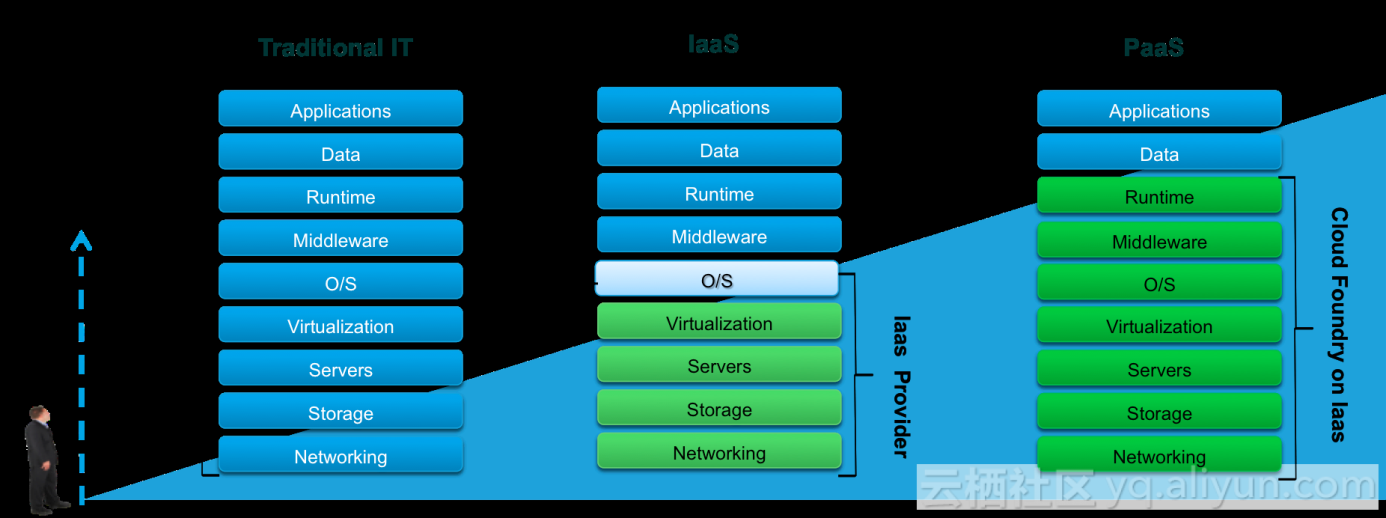 Traditional IT
IaaS
PaaS
Applications
Data
Runtime
Middleware
O/S
Virtualization
Servers
Storage
Networking
Applications
Data
Runtime
Middleware
O/S
Virtualization
Servers
Storage
Networking
Iaas Provider
Applications
Data
Runtime
Middleware
O/S
Virtualization
Servers
Storage
Networking
Cloud Foundry on Iaas
云栖社区 yq.aliyun.com